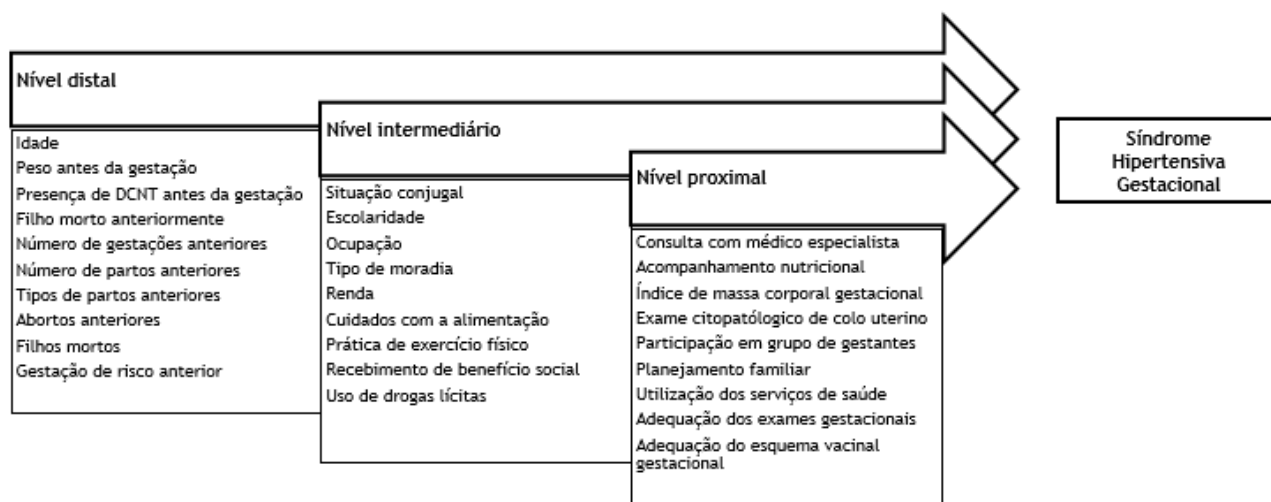 Nível distal
Idade
Peso antes da gestação
Presença de DCNT antes da gestação
Filho morto anteriormente
Número de gestações anteriores
Número de partos anteriores
Tipos de partos anteriores
Abortos anteriores
Filhos mortos
Gestação de risco anterior
Nível intermediário
Situação conjugal
Escolaridade
Ocupação
Tipo de moradia
Renda
Cuidados com a alimentação
Prática de exercício físico
Recebimento de benefício social
Uso de drogas lícitas
Nível proximal
Consulta com médico especialista
Acompanhamento nutricional
Índice de massa corporal gestacional
Exame citopatólogico de colo uterino
Participação em grupo de gestantes
Planejamento familiar
Utilização dos serviços de saúde
Adequação dos exames gestacionais
Adequação do esquema vacinal
gestacional
Síndrome
Hipertensiva
Gestacional